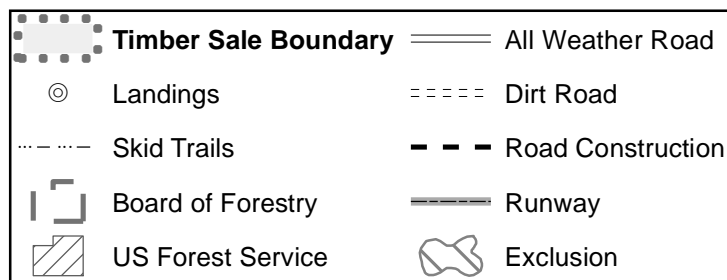 Timber Sale Boundary
Landings
Skid Trails
Board of Forestry
US Forest Service
All Weather Road
Dirt Road
Road Construction
Runway
Exclusion